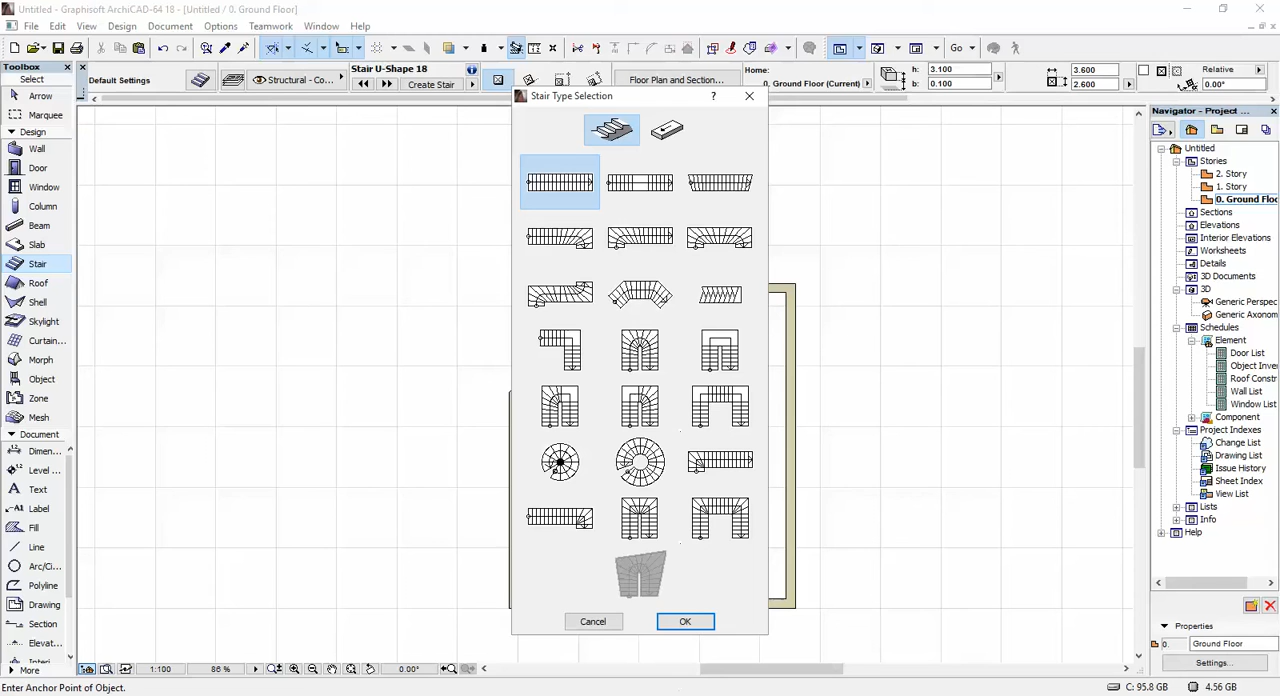 Untitled - Graphisoft ArchiCAD-64 18 - [Untitled / 0. Ground Floor]
File Edit View Design Document Options Teamwork Window Help
Go
Toolbox
Select
Arrow
Marquee
Design
Wall
Door
Window
Column
Beam
Slab
Stair
Roof
Shell
Skylight
Curtain...
Morph
Object
Zone
Mesh
Document
Dimen...
Level ...
Text
Label
Fill
Line
Arc/Ci...
Polyline
Drawing
Section
Elevat...
More
Default Settings
Structural - Co...
Stair U-Shape 18
Create Stair
Floor Plan and Section...
Home:
0. Ground Floor (Current)
h: 3.100
b: 0.100
3.600
2.600
Relative
0.00°
Stair Type Selection
?
Cancel
OK
Navigator - Project ...
Untitled
Stories
2. Story
1. Story
0. Ground Floo
Sections
Elevations
Interior Elevations
Worksheets
Details
3D Documents
3D
Generic Perspe
Generic Axonom
Schedules
Element
Door List
Object Inve
Roof Constr
Wall List
Window List
Component
Project Indexes
Change List
Drawing List
Issue History
Sheet Index
View List
Lists
Info
Help
Properties
0. Ground Floor
Settings...
1:100
86 %
0.00°
Enter Anchor Point of Object.
C: 95.8 GB
4.56 GB